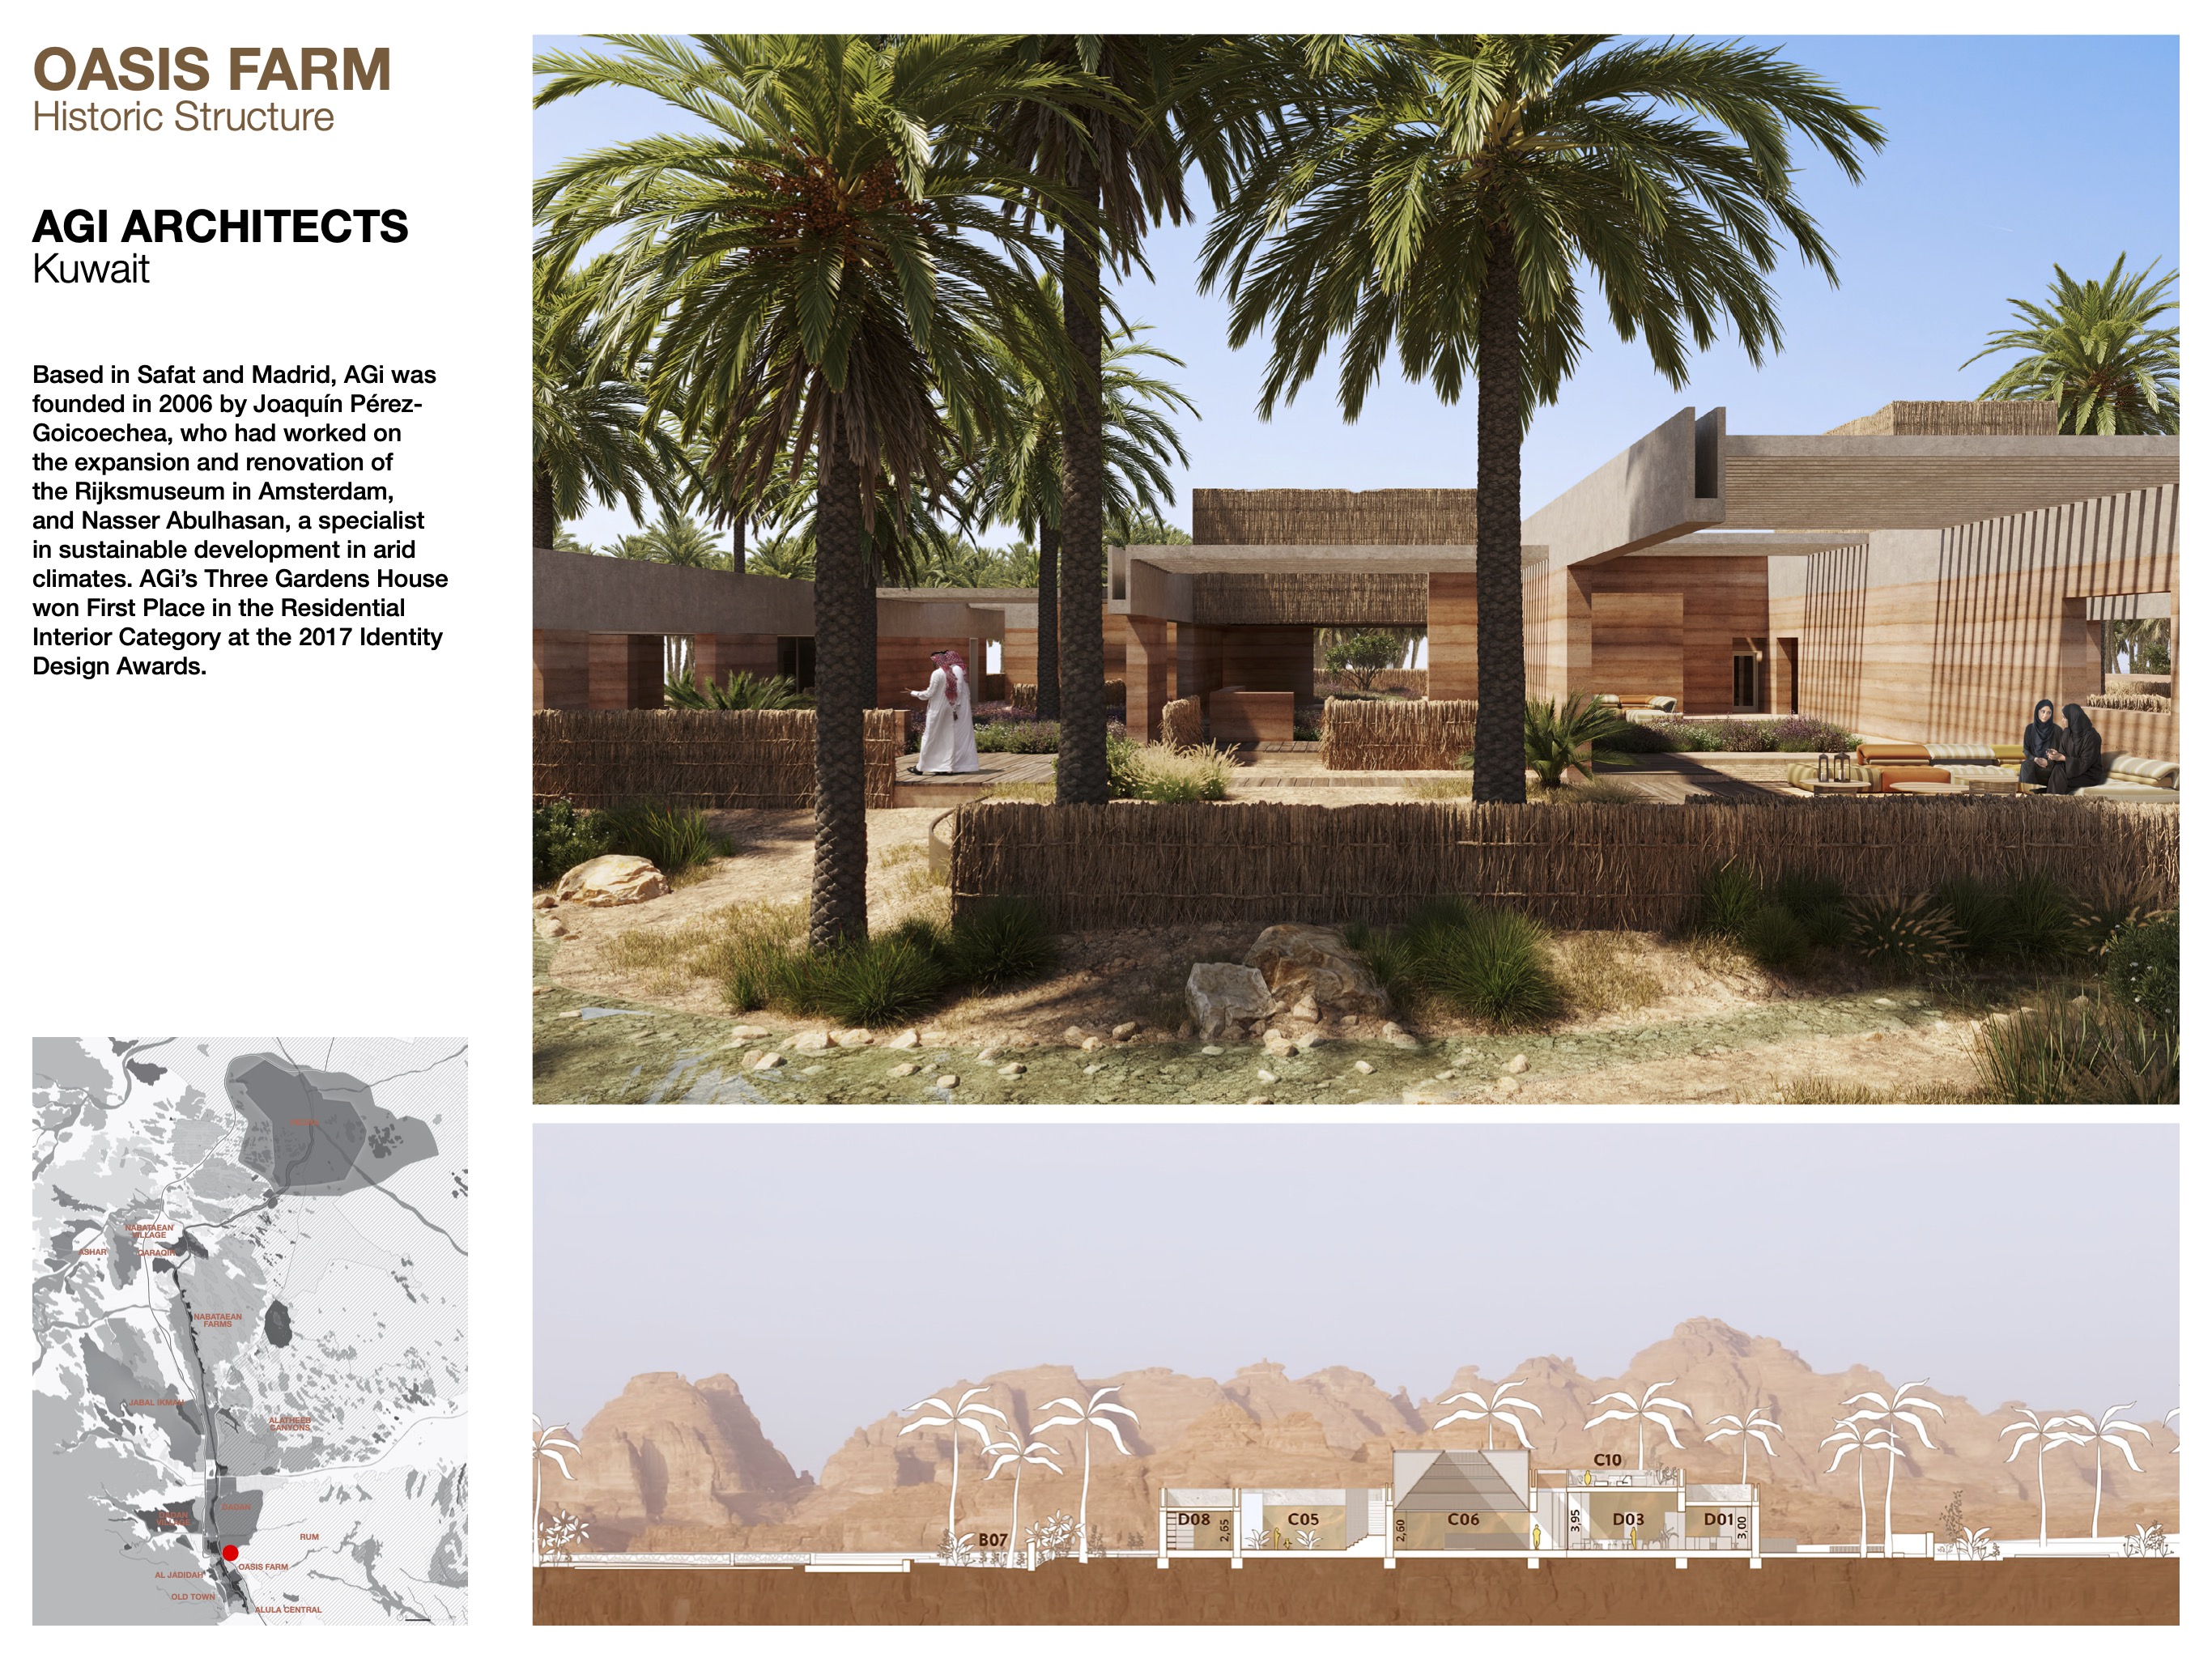 OASIS FARM
Historic Structure
AGI ARCHITECTS
Kuwait
Based in Safat and Madrid, AGi was
founded in 2006 by Joaquín Pérez-
Goicoechea, who had worked on
the expansion and renovation of
the Rijksmuseum in Amsterdam,
and Nasser Abulhasan, a specialist
in sustainable development in arid
climates. AGi’s Three Gardens House
won First Place in the Residential
Interior Category at the 2017 Identity
Design Awards.
NABATAEAN
VILLAGE
ASHAR
QARAQIR
NABATAEAN
FARMS
JABAL IKMAH
ALATHEEB
CANYONS
DADAN
RUM
OASIS FARM
AL JADIDAH
OLD TOWN
ALULA CENTRAL
C10
D08
2,65
C05
2,60
C06
3,95
D03
D01
3,00
B07